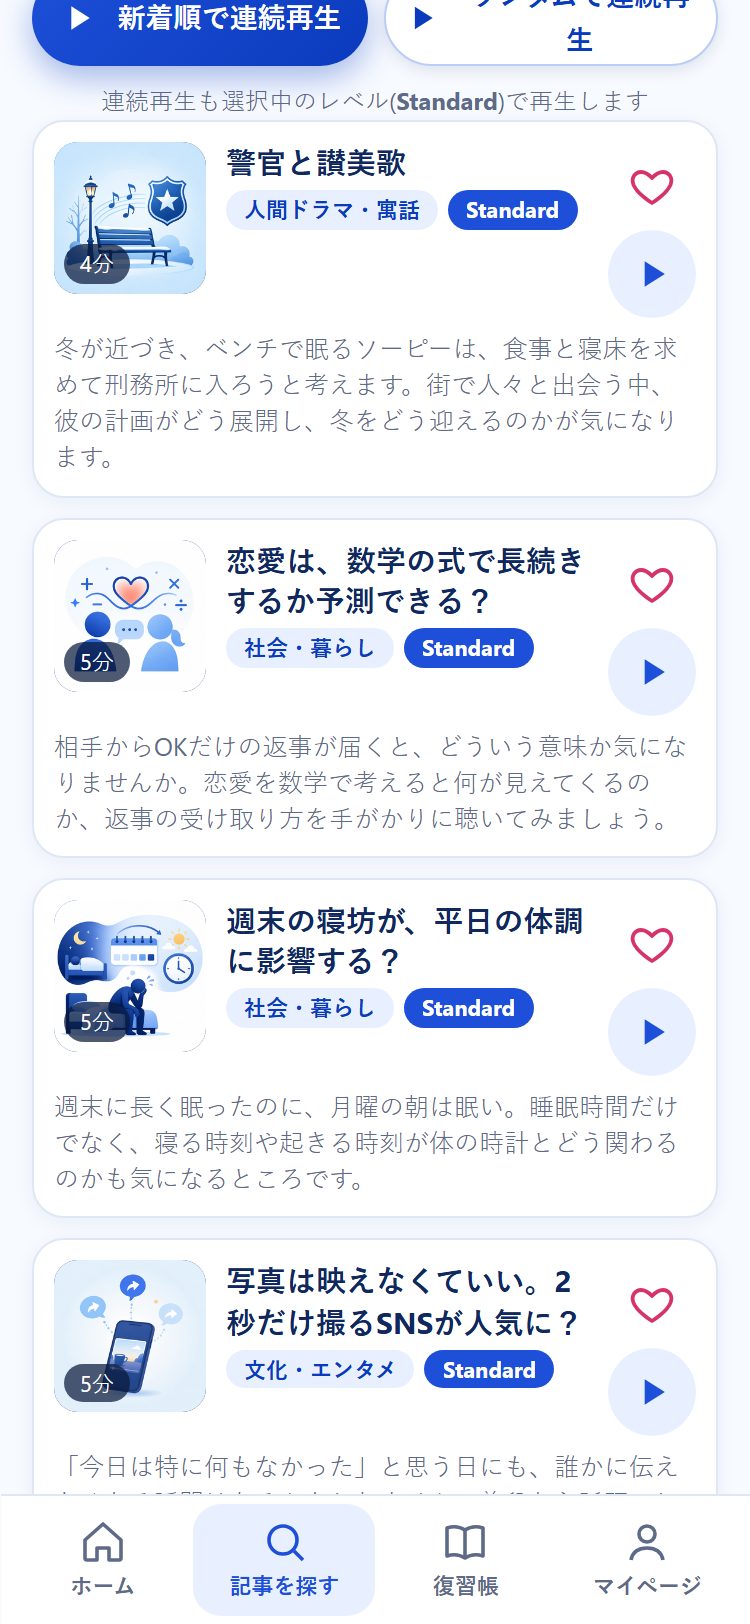 新着順で連続再生
ランダムで連続再
生
連続再生も選択中のレベル(Standard)で再生します
警官と讃美歌
人間ドラマ・寓話 Standard
4分
冬が近づき、ベンチで眠るソーピーは、食事と寝床を求
めて刑務所に入ろうと考えます。街で人々と出会う中、
彼の計画がどう展開し、冬をどう迎えるのかが気になり
ます。
恋愛は、数学の式で長続き
するか予測できる？
社会・暮らし Standard
5分
相手からOKだけの返事が届くと、どういう意味か気にな
りませんか。恋愛を数学で考えると何が見えてくるの
か、返事の受け取り方を手がかりに聴いてみましょう。
週末の寝坊が、平日の体調
に影響する？
社会・暮らし Standard
5分
週末に長く眠ったのに、月曜の朝は眠い。睡眠時間だけ
でなく、寝る時刻や起きる時刻が体の時計とどう関わる
のかも気になるところです。
写真は映えなくていい。2
秒だけ撮るSNSが人気に？
文化・エンタメ Standard
5分
「今日は特に何もなかった」と思う日にも、誰かに伝え
ホーム
記事を探す
復習帳
マイページ